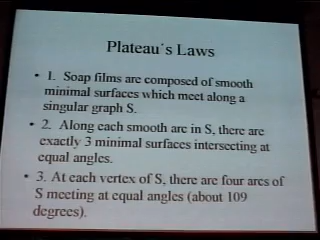 Plateau's Laws
• 1. Soap films are composed of smooth
minimal surfaces which meet along a
singular graph S.
• 2. Along each smooth arc in S, there are
exactly 3 minimal surfaces intersecting at
equal angles.
• 3. At each vertex of S, there are four arcs of
S meeting at equal angles (about 109
degrees).